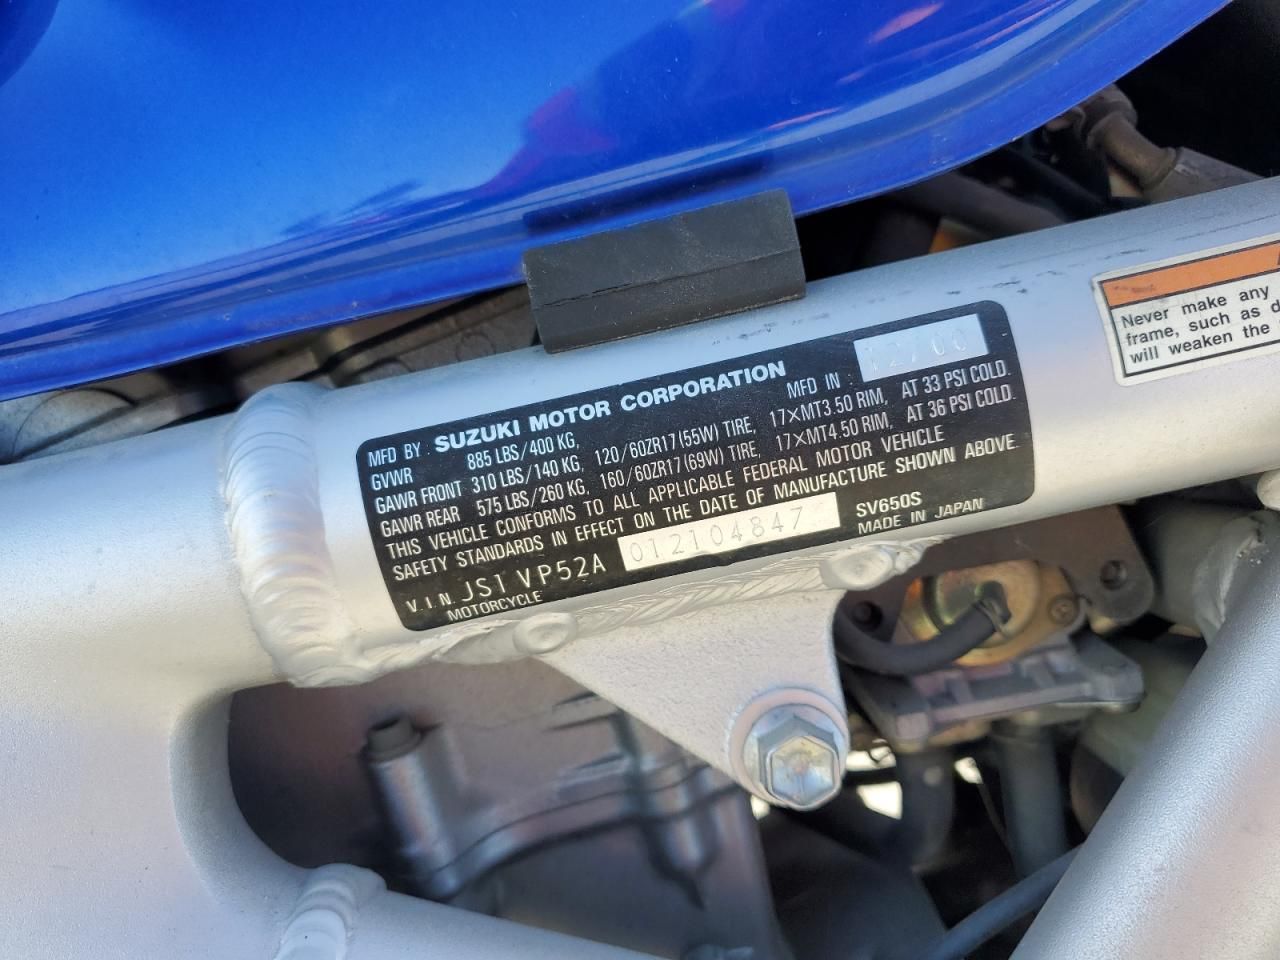 MFD BY SUZUKI MOTOR CORPORATION MFD IN : 12/00
GVWR 885 LBS/400 KG,
GAWR FRONT 310 LBS/140 KG, 120/60ZR17(55W) TIRE, 17×MT3.50 RIM, AT 33 PSI COLD.
GAWR REAR 575 LBS/260 KG, 160/60ZR17(69W) TIRE, 17×MT4.50 RIM, AT 36 PSI COLD.
THIS VEHICLE CONFORMS TO ALL APPLICABLE FEDERAL MOTOR VEHICLE
SAFETY STANDARDS IN EFFECT ON THE DATE OF MANUFACTURE SHOWN ABOVE.
V.I.N. JS1VP52A 012104847 SV650S
MOTORCYCLE MADE IN JAPAN
Never make any
frame, such as d
will weaken the